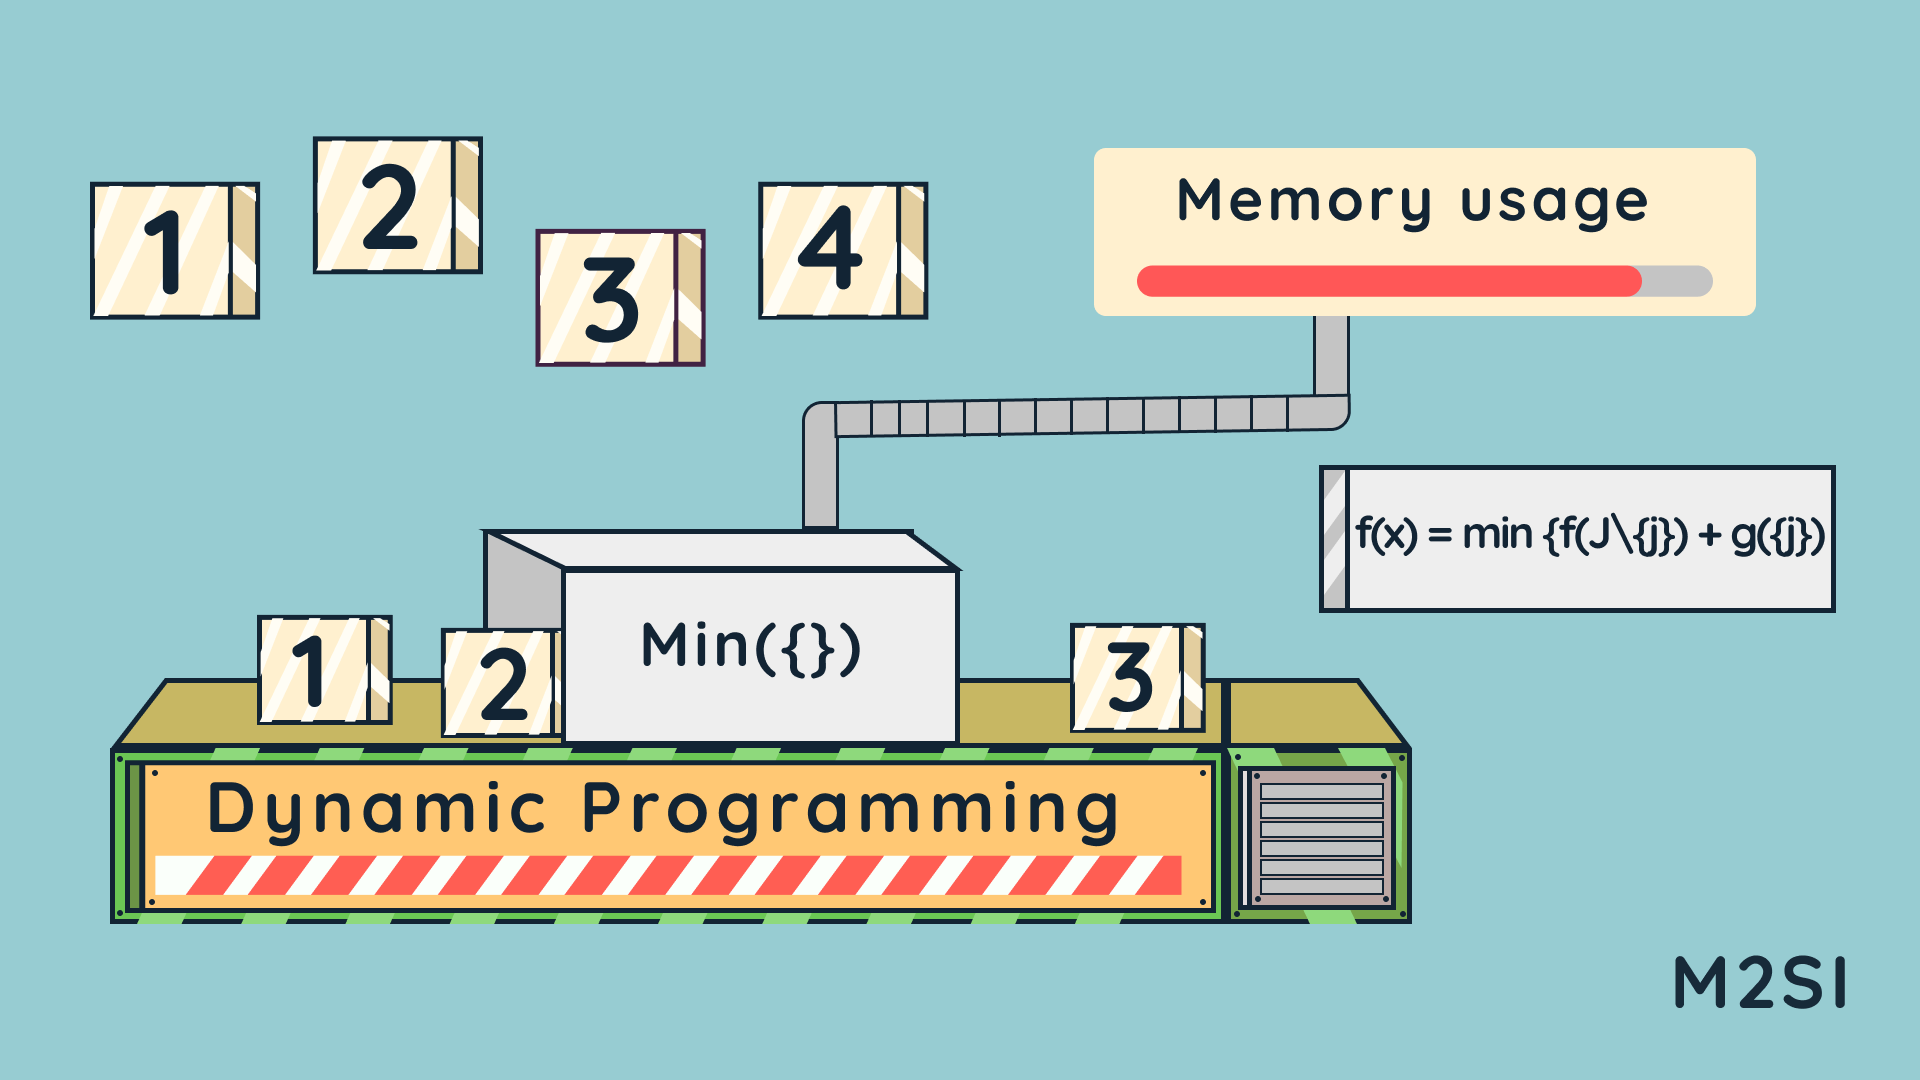 1
2
3
4
Memory usage
f(x) = min {f(J\{j}) + g({j})
Min({})
1
2
3
Dynamic Programming
M2SI